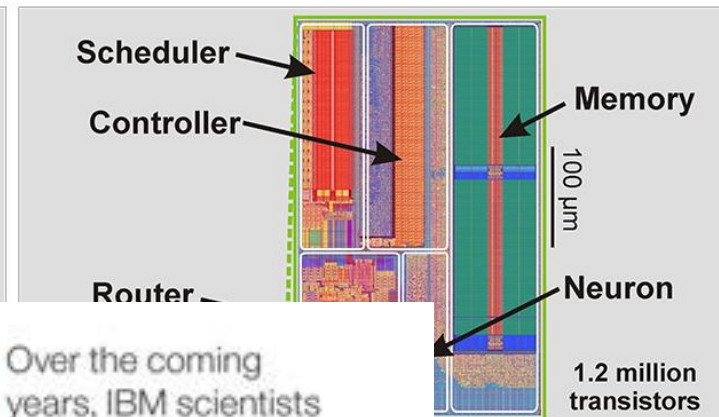 Scheduler
Controller
Memory
100 µm
Router
Neuron
1.2 million
transistors
Over the coming
years, IBM scientists